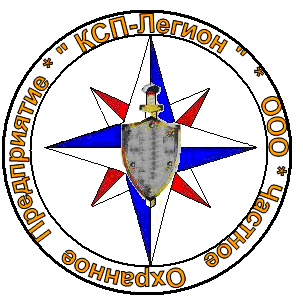 ООО * Частное Охранное Предприятие * " КСП-Легион " *